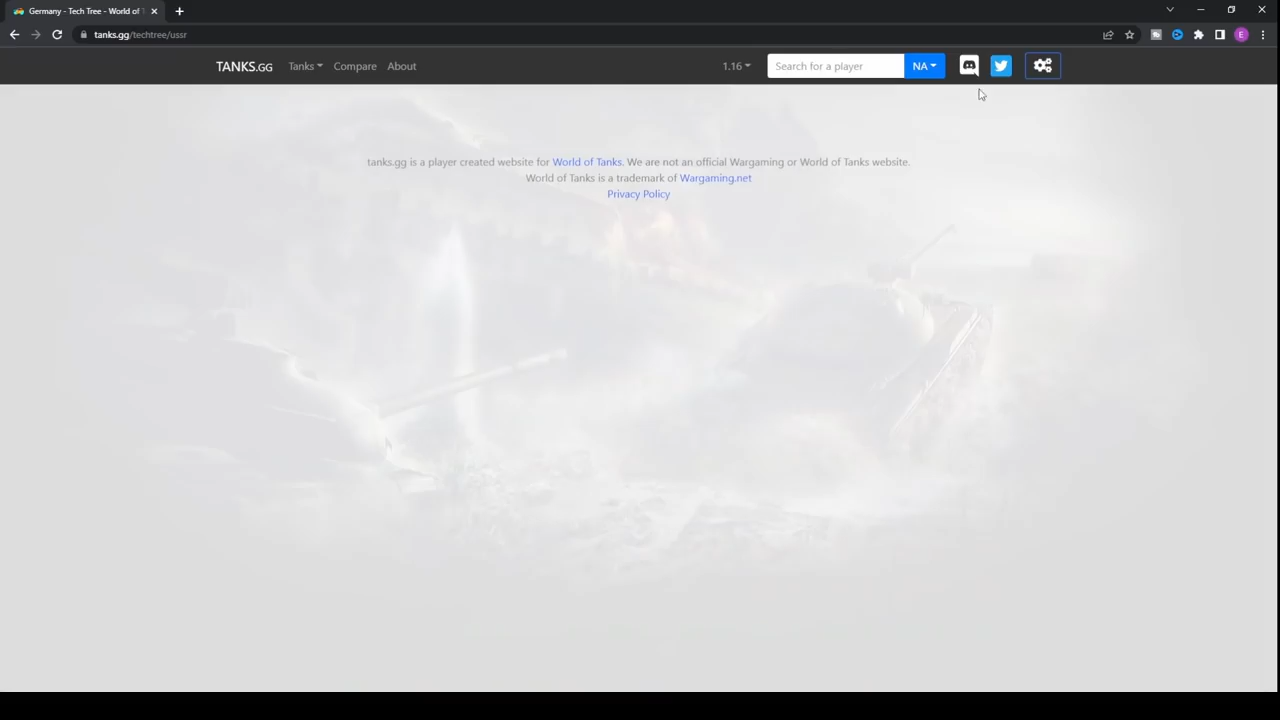 Germany - Tech Tree - World of T
tanks.gg/techtree/ussr
E
TANKS.GG Tanks Compare About 1.16 Search for a player NA
tanks.gg is a player created website for World of Tanks. We are not an official Wargaming or World of Tanks website.
World of Tanks is a trademark of Wargaming.net
Privacy Policy